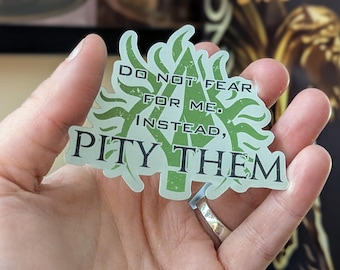 Do not fear
for me.
Instead,
PITY THEM